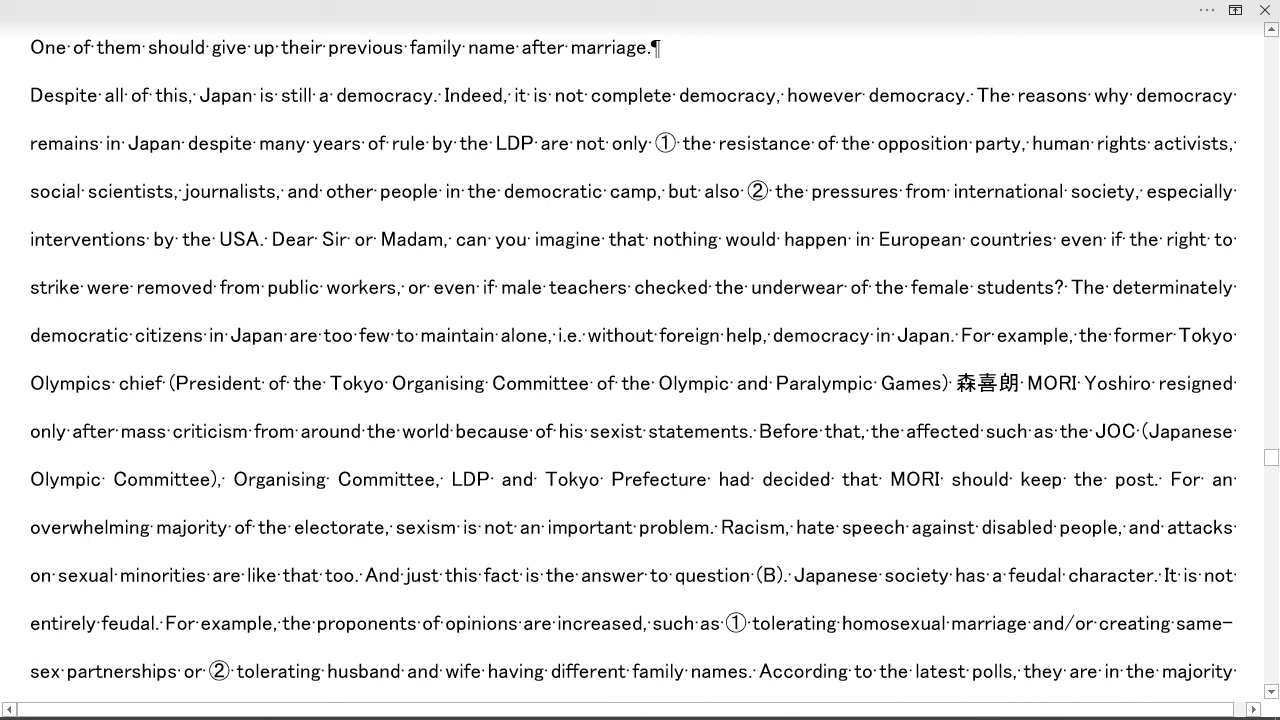 One of them should give up their previous family name after marriage.¶
Despite all of this, Japan is still a democracy. Indeed, it is not complete democracy, however democracy. The reasons why democracy
remains in Japan despite many years of rule by the LDP are not only ① the resistance of the opposition party, human rights activists,
social scientists, journalists, and other people in the democratic camp, but also ② the pressures from international society, especially
interventions by the USA. Dear Sir or Madam, can you imagine that nothing would happen in European countries even if the right to
strike were removed from public workers, or even if male teachers checked the underwear of the female students? The determinately
democratic citizens in Japan are too few to maintain alone, i.e. without foreign help, democracy in Japan. For example, the former Tokyo
Olympics chief (President of the Tokyo Organising Committee of the Olympic and Paralympic Games) 森喜朗 MORI Yoshiro resigned
only after mass criticism from around the world because of his sexist statements. Before that, the affected such as the JOC (Japanese
Olympic Committee), Organising Committee, LDP and Tokyo Prefecture had decided that MORI should keep the post. For an
overwhelming majority of the electorate, sexism is not an important problem. Racism, hate speech against disabled people, and attacks
on sexual minorities are like that too. And just this fact is the answer to question (B). Japanese society has a feudal character. It is not
entirely feudal. For example, the proponents of opinions are increased, such as ① tolerating homosexual marriage and/or creating same-
sex partnerships or ② tolerating husband and wife having different family names. According to the latest polls, they are in the majority